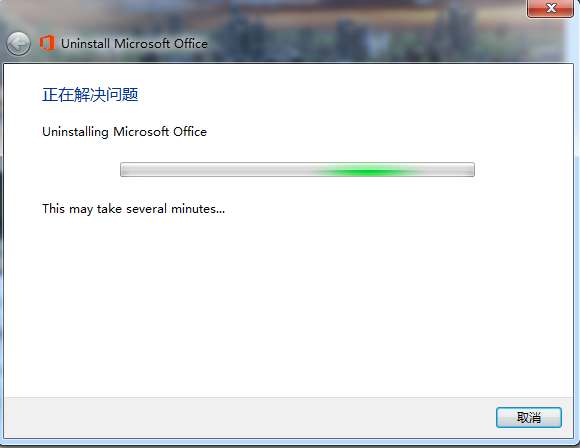 Uninstall Microsoft Office
正在解决问题
Uninstalling Microsoft Office
This may take several minutes...
取消